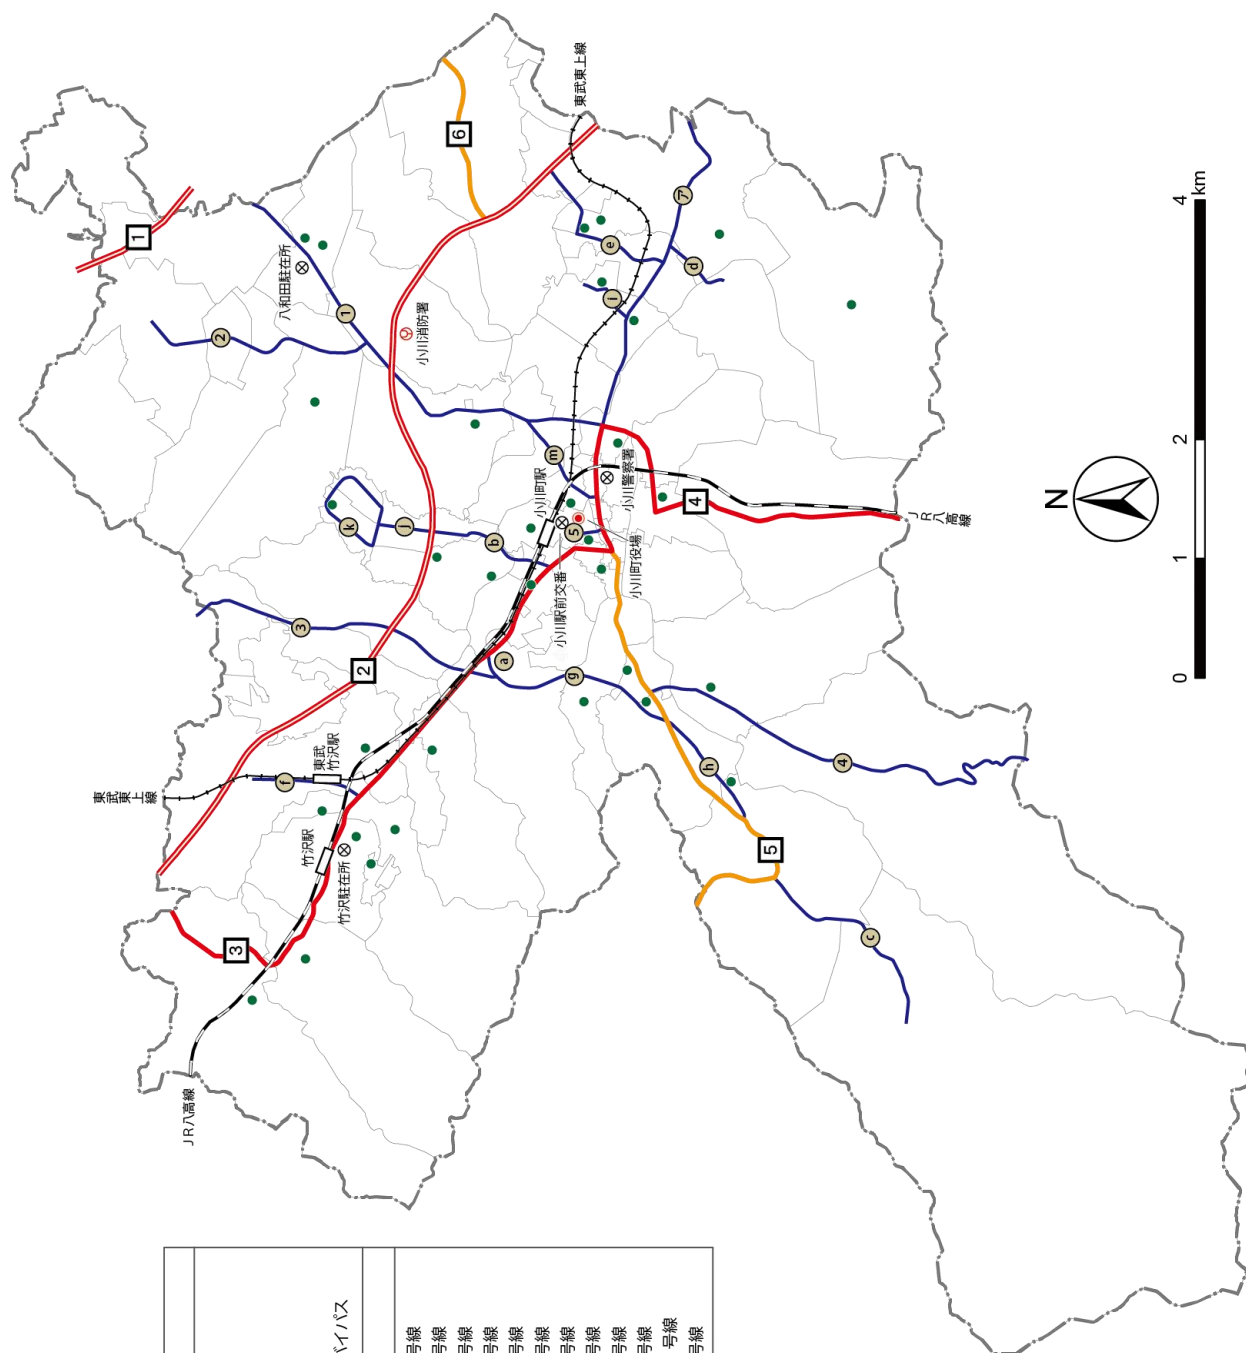 東武東上線
6
1
八和田駐在所
1
2
小川消防署
ア
e
d
i
m
小川町駅
小川警察署
4
JR八高線
5
小川町役場
小川駅前交番
k
j
b
3
a
g
2
f
東武
竹沢駅
東武東上線
竹沢駅
竹沢駐在所
3
h
4
5
c
JR八高線
N
0
1
2
4
km
バイパス
号線
号線
号線
号線
号線
号線
号線
号線
号線
号線
号線
号線